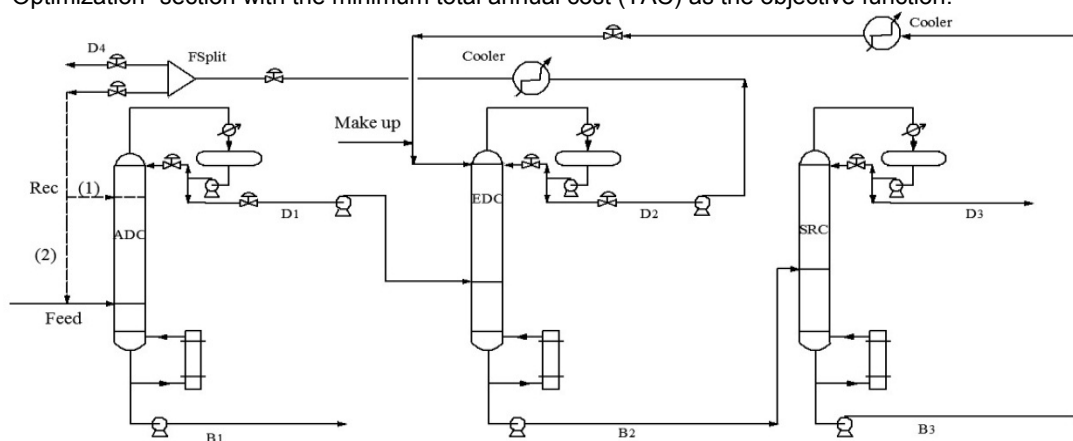 Optimization" section with the minimum total annual cost (TAC) as the objective function.
D4
FSplit
Cooler
Cooler
Make up
Rec
(1)
(2)
ADC
D1
EDC
D2
SRC
D3
Feed
B1
B2
B3